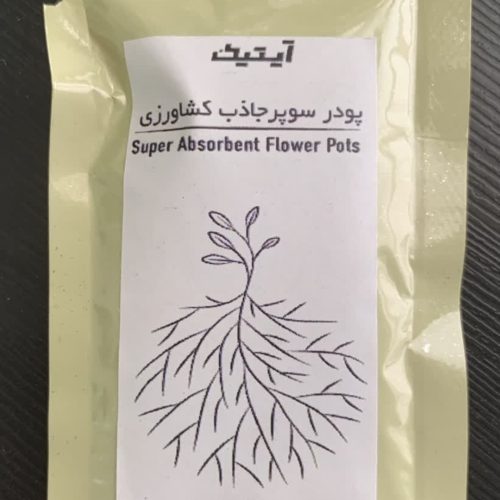 آیتیک
پودر سوپرجاذب کشاورزی
Super Absorbent Flower Pots